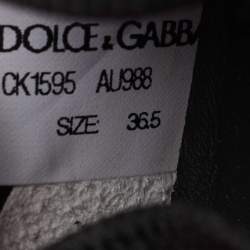 DOLCE & GABBA
CK1595 AU988
SIZE: 36.5